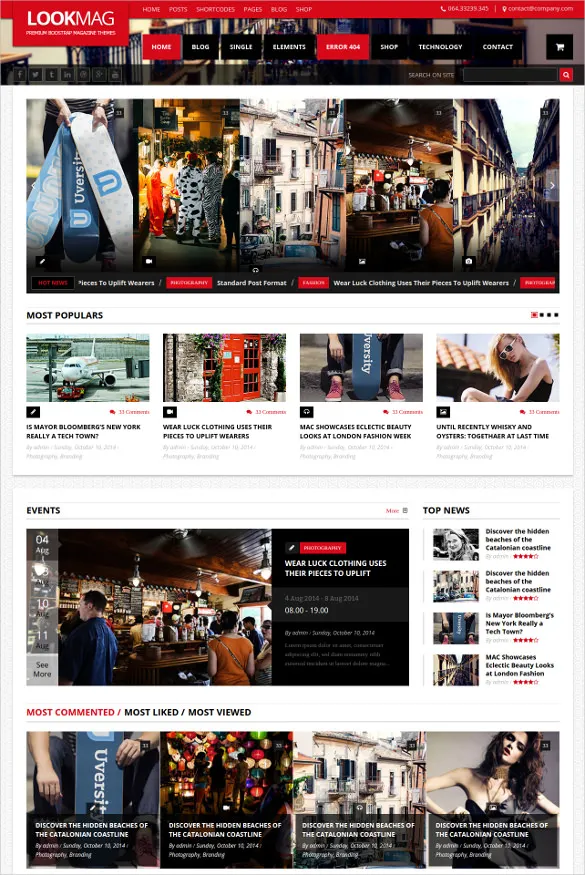 LOOKMAG
PREMIUM BOOSTRAP MAGAZINE THEMES
HOME POSTS SHORTCODES PAGES BLOG SHOP
064.33239.345 | contact@company.com
HOME BLOG SINGLE ELEMENTS ERROR 404 SHOP TECHNOLOGY CONTACT
SEARCH ON SITE
33 33 33 33
Uversity
HOT NEWS Pieces To Uplift Wearers / PHOTOGRAPHY Standard Post Format / FASHION Wear Luck Clothing Uses Their Pieces To Uplift Wearers / PHOTOGRAP
MOST POPULARS
Uversity
33 Comments 33 Comments 33 Comments 33 Comments
IS MAYOR BLOOMBERG'S NEW YORK
REALLY A TECH TOWN?
By admin / Sunday, October 10, 2014 /
Photography, Branding
WEAR LUCK CLOTHING USES THEIR
PIECES TO UPLIFT WEARERS
By admin / Sunday, October 10, 2014 /
Photography, Branding
MAC SHOWCASES ECLECTIC BEAUTY
LOOKS AT LONDON FASHION WEEK
By admin / Sunday, October 10, 2014 /
Photography, Branding
UNTIL RECENTLY WHISKY AND
OYSTERS: TOGETHAER AT LAST TIME
By admin / Sunday, October 10, 2014 /
Photography, Branding
EVENTS
More
04
Aug
10
Aug
11
Aug
See
More
PHOTOGRAPHY
WEAR LUCK CLOTHING USES
THEIR PIECES TO UPLIFT
4 Aug 2014 - 9 Aug 2014
08.00 - 19.00
By admin / Sunday, October 10, 2014
Lorem ipsum dolor sit amet, consectetuer
adipiscing elit, sed diam nonummy nibh
euismod tincidunt ut laoreet dolore magna...
TOP NEWS
Discover the hidden
beaches of the
Catalonian coastline
By admin
Discover the hidden
beaches of the
Catalonian coastline
By admin
Is Mayor Bloomberg's
New York Really a
Tech Town?
By admin
MAC Showcases
Eclectic Beauty Looks
at London Fashion
By admin
MOST COMMENTED / MOST LIKED / MOST VIEWED
33 33 33 33
Uversity
DISCOVER THE HIDDEN BEACHES OF
THE CATALONIAN COASTLINE
By admin / Sunday, October 10, 2014 /
Photography, Branding
DISCOVER THE HIDDEN BEACHES OF
THE CATALONIAN COASTLINE
By admin / Sunday, October 10, 2014 /
Photography, Branding
DISCOVER THE HIDDEN BEACHES OF
THE CATALONIAN COASTLINE
By admin / Sunday, October 10, 2014 /
Photography, Branding
DISCOVER THE HIDDEN BEACHES OF
THE CATALONIAN COASTLINE
By admin / Sunday, October 10, 2014 /
Photography, Branding